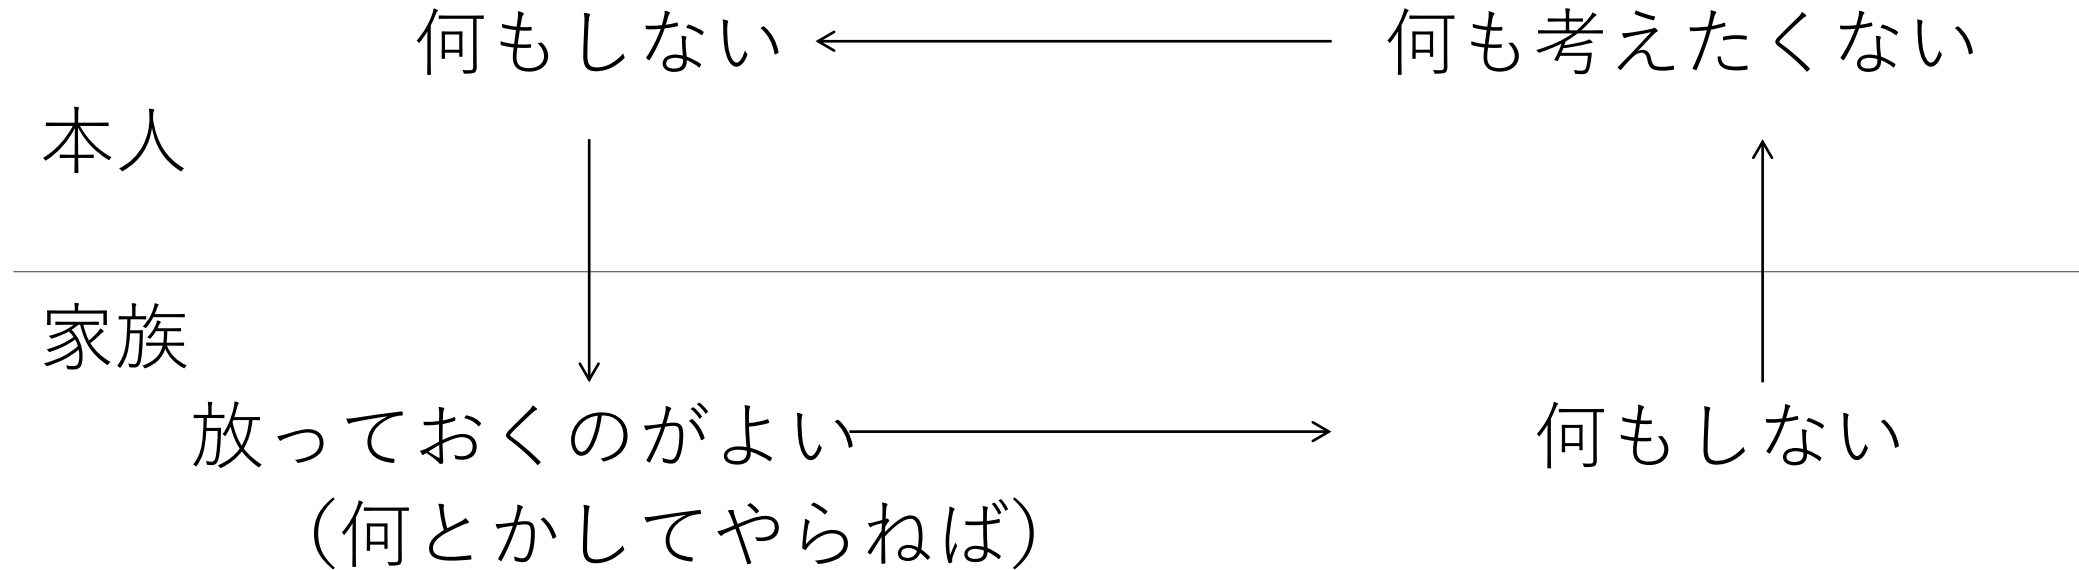 何もしない
何も考えたくない
本人
家族
放っておくのがよい
何もしない
（何とかしてやらねば）